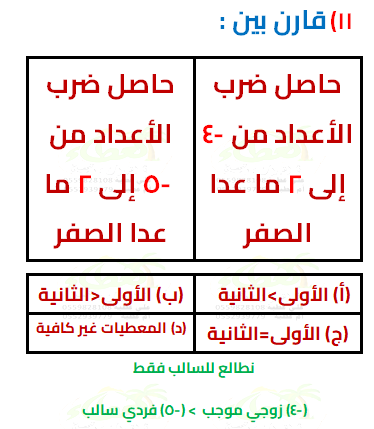 ١١) قارن بين :
حاصل ضرب
الأعداد من -٤
إلى ٢ ما عدا
الصفر
حاصل ضرب
الأعداد من
-٥ إلى ٢ ما
عدا الصفر
(أ) الأولى>الثانية
(ب) الأولى<الثانية
(ج) الأولى=الثانية
(د) المعطيات غير كافية
نطالع للسالب فقط
(-٤) زوجي موجب > (-٥) فردي سالب